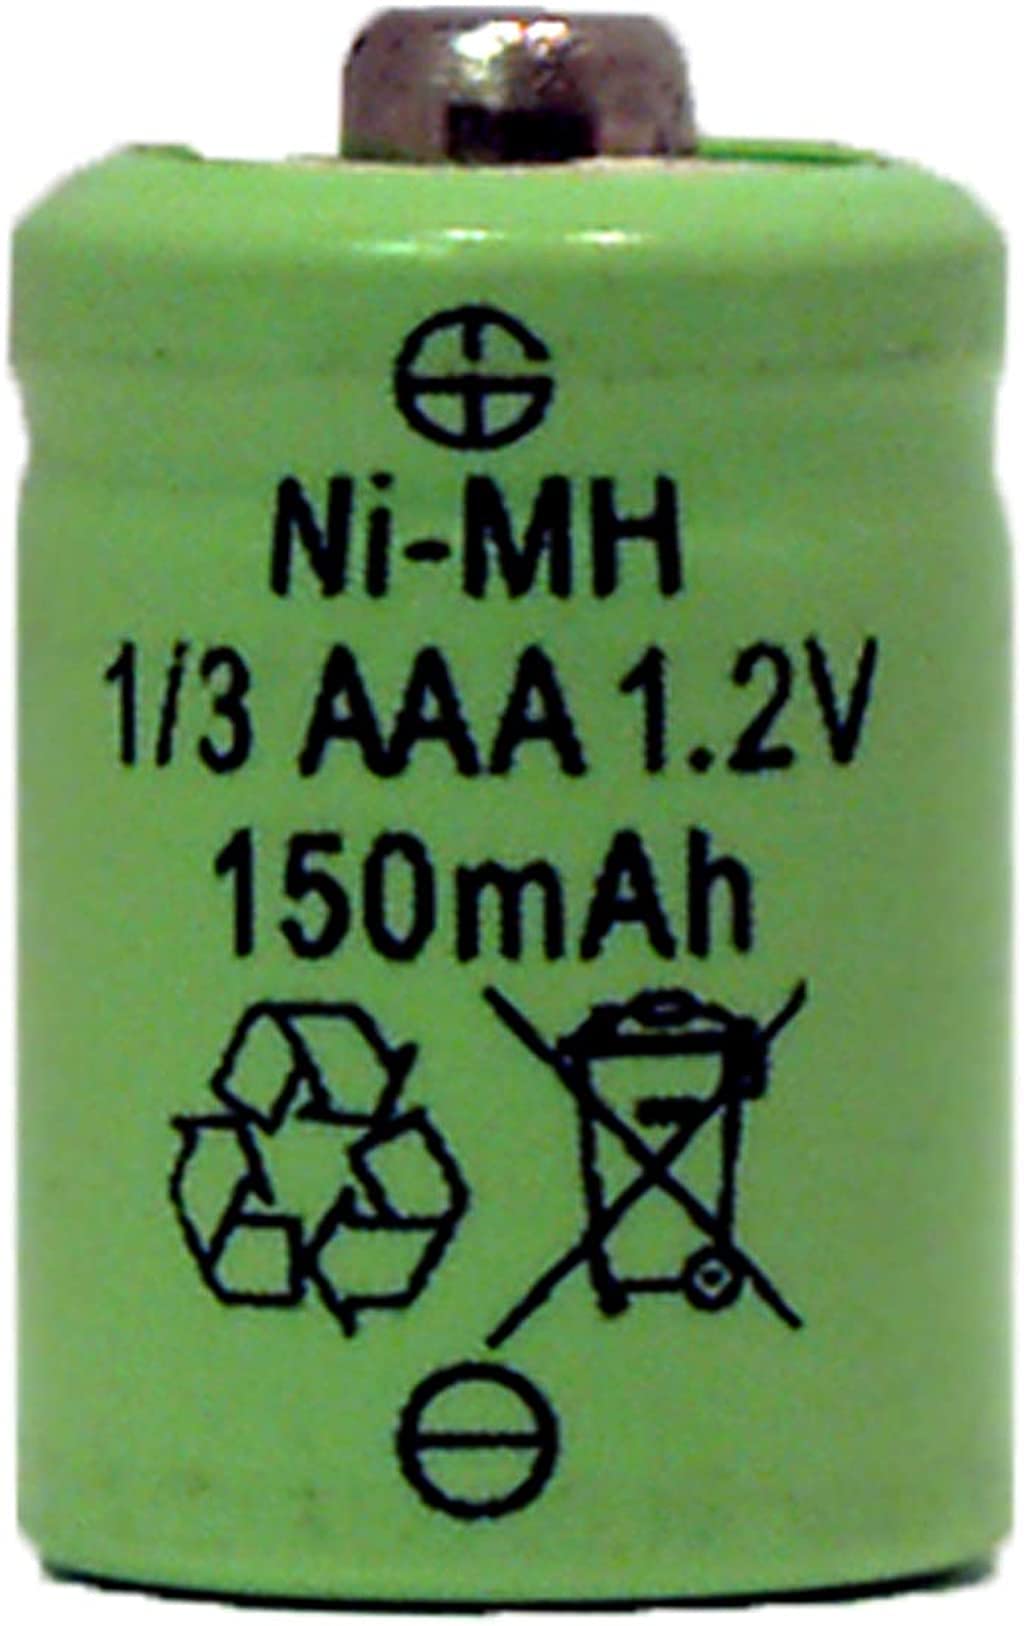 Ni-MH
1/3 AAA 1.2V
150mAh